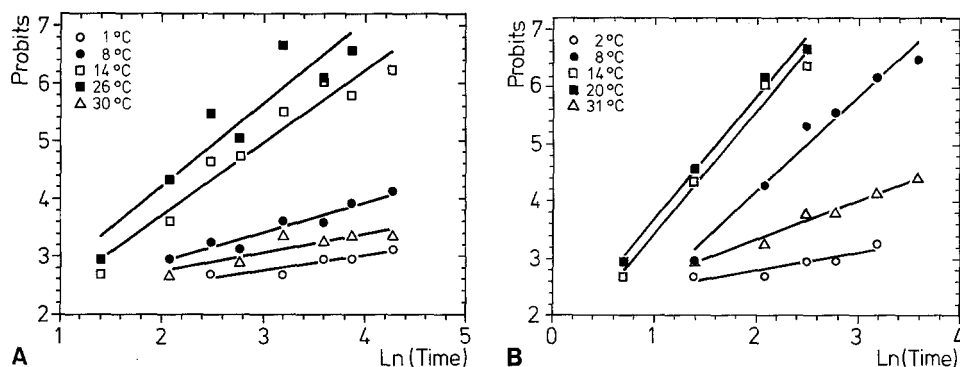 Probits
7
6
5
4
3
2
○ 1 °C
● 8 °C
□ 14 °C
■ 26 °C
△ 30 °C
1 2 3 4 5
A Ln (Time)
Probits
7
6
5
4
3
2
○ 2 °C
● 8 °C
□ 14 °C
■ 20 °C
△ 31 °C
0 1 2 3 4
B Ln (Time)